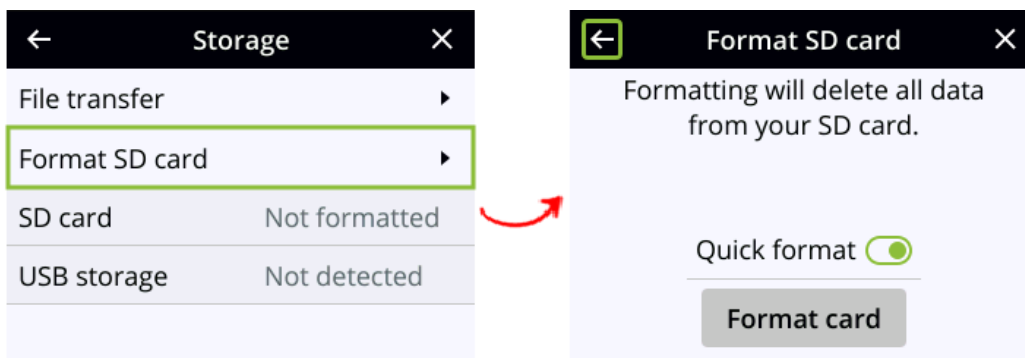 Storage
File transfer
Format SD card
SD card Not formatted
USB storage Not detected
Format SD card
Formatting will delete all data
from your SD card.
Quick format
Format card